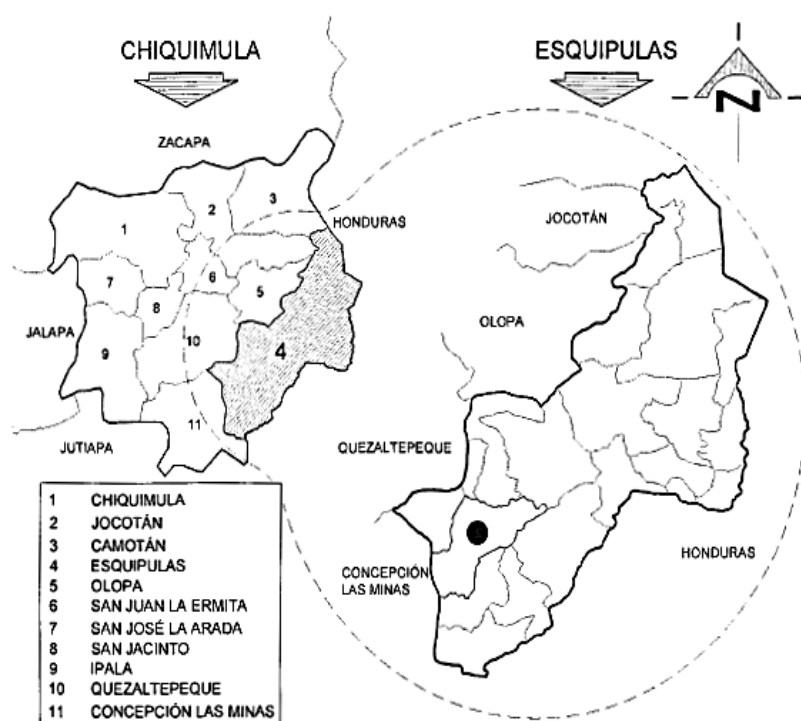 CHIQUIMULA
ESQUIPULAS
N
ZACAPA
HONDURAS
JALAPA
JUTIAPA
1
2
3
4
5
6
7
8
9
10
11
JOCOTÁN
OLOPA
QUEZALTEPEQUE
CONCEPCIÓN
LAS MINAS
HONDURAS
1 CHIQUIMULA
2 JOCOTÁN
3 CAMOTÁN
4 ESQUIPULAS
5 OLOPA
6 SAN JUAN LA ERMITA
7 SAN JOSÉ LA ARADA
8 SAN JACINTO
9 IPALA
10 QUEZALTEPEQUE
11 CONCEPCIÓN LAS MINAS